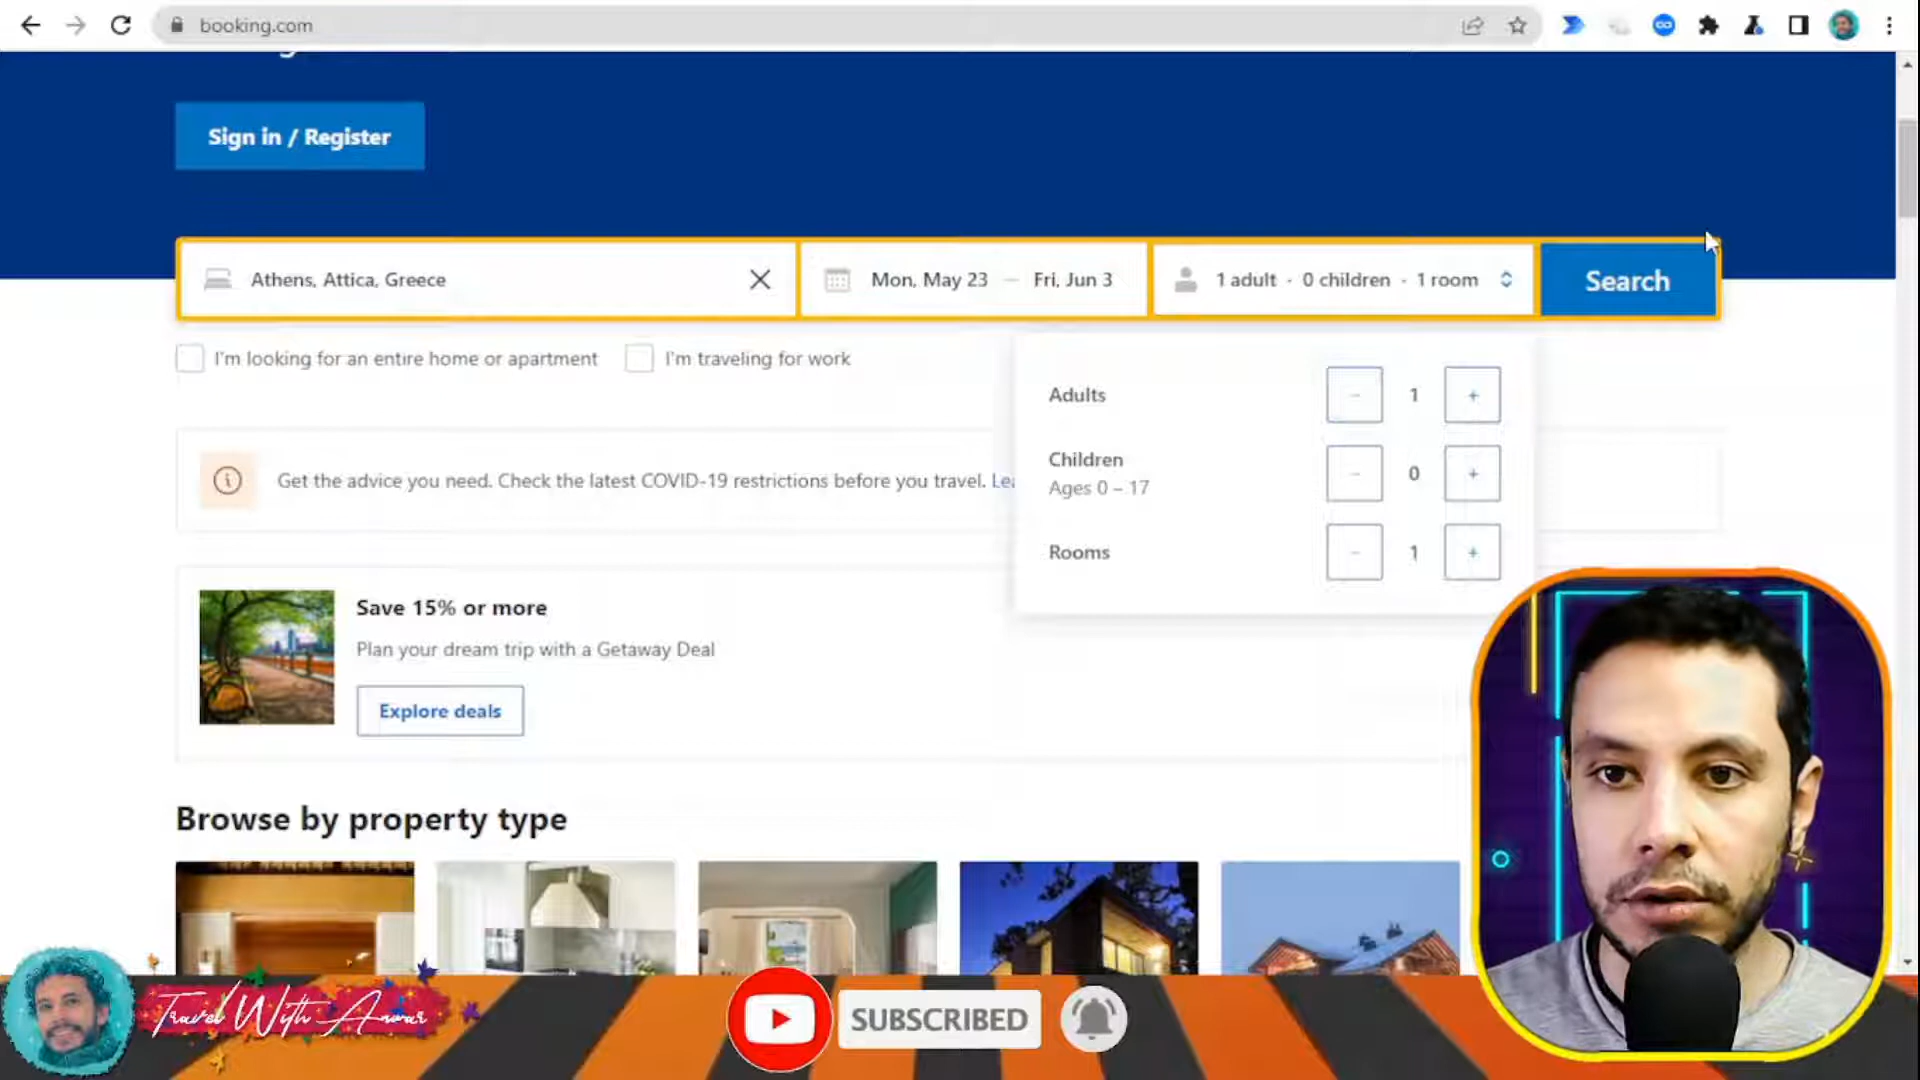 booking.com
Sign in / Register
Athens, Attica, Greece
Mon, May 23 — Fri, Jun 3
1 adult · 0 children · 1 room
Search
I'm looking for an entire home or apartment
I'm traveling for work
Adults
1
Children
Ages 0 – 17
0
Rooms
1
Get the advice you need. Check the latest COVID-19 restrictions before you travel.
Save 15% or more
Plan your dream trip with a Getaway Deal
Explore deals
Browse by property type
Travel With Anwar
SUBSCRIBED